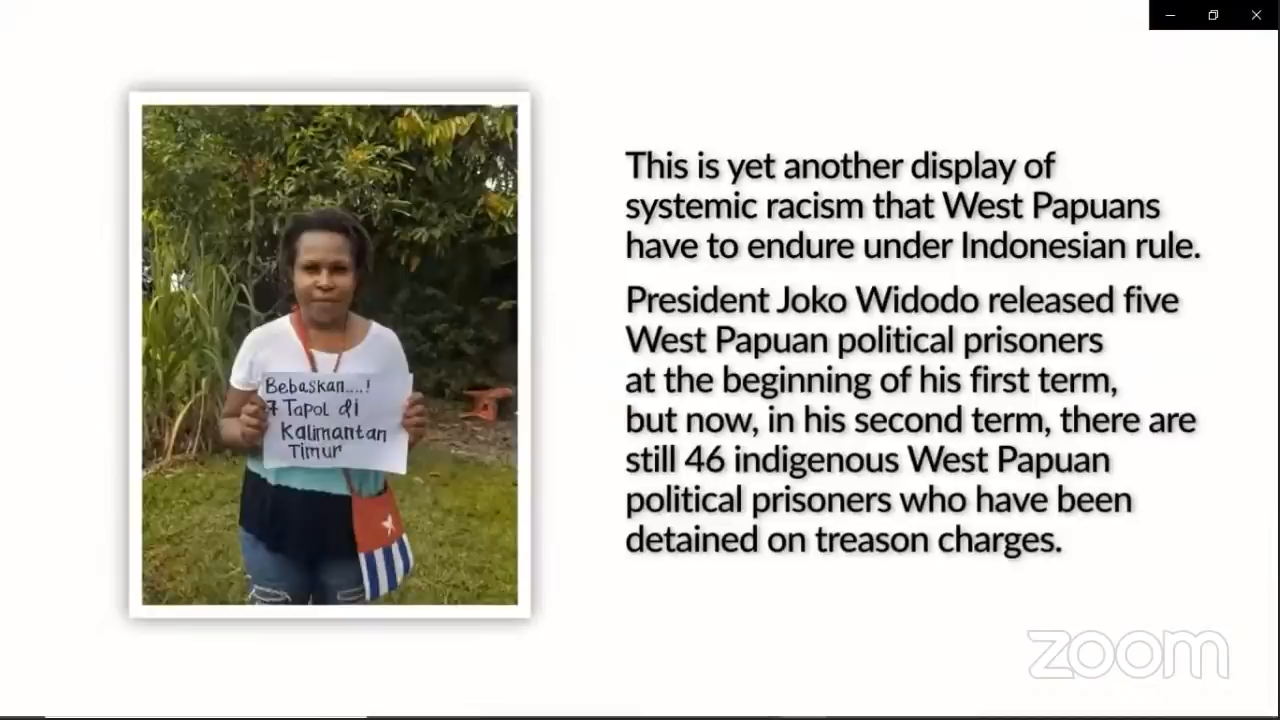 Bebaskan....!
7 Tapol di
Kalimantan
Timur
This is yet another display of
systemic racism that West Papuans
have to endure under Indonesian rule.
President Joko Widodo released five
West Papuan political prisoners
at the beginning of his first term,
but now, in his second term, there are
still 46 indigenous West Papuan
political prisoners who have been
detained on treason charges.
zoom